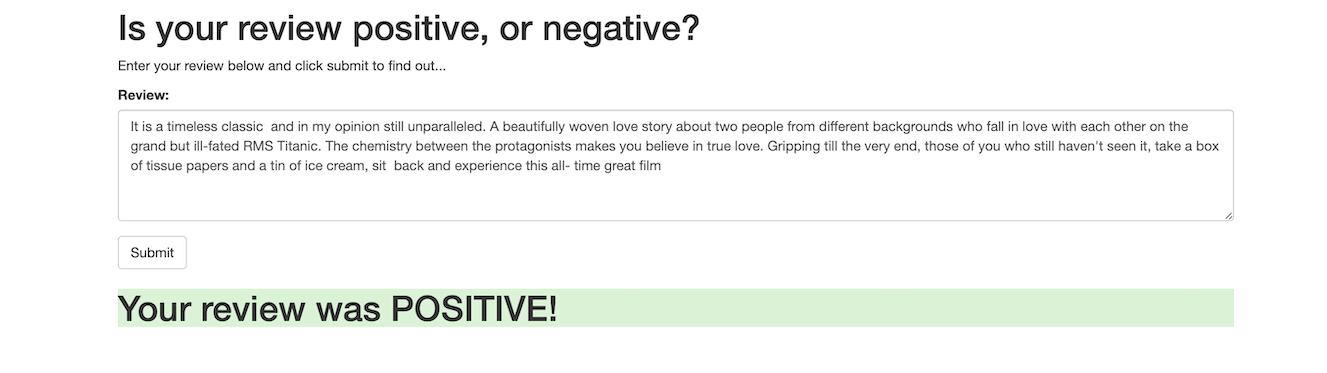 Is your review positive, or negative?
Enter your review below and click submit to find out...
Review:
It is a timeless classic  and in my opinion still unparalleled. A beautifully woven love story about two people from different backgrounds who fall in love with each other on the
grand but ill-fated RMS Titanic. The chemistry between the protagonists makes you believe in true love. Gripping till the very end, those of you who still haven't seen it, take a box
of tissue papers and a tin of ice cream, sit  back and experience this all- time great film
Submit
Your review was POSITIVE!